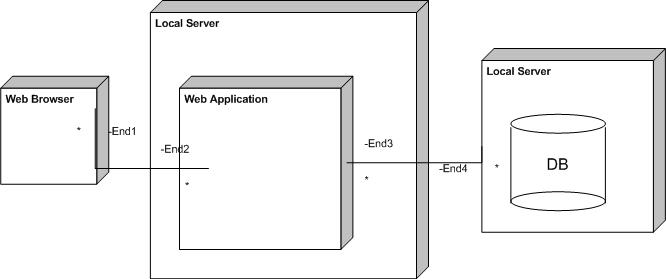 Local Server
Local Server
Web Browser
Web Application
*
-End1
-End2
-End3
*
*
-End4
*
DB